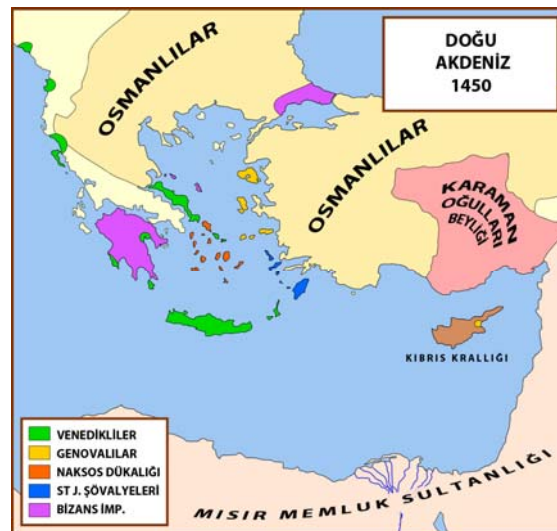 DOĞU
AKDENİZ
1450
OSMANLILAR
OSMANLILAR
KARAMAN
OĞULLARI
BEYLİĞİ
KIBRIS KRALLIĞI
VENEDİKLİLER
GENOVALILAR
NAKSOS DÜKALIĞI
ST J. ŞÖVALYELERİ
BİZANS İMP.
MISIR MEMLUK SULTANLIĞI